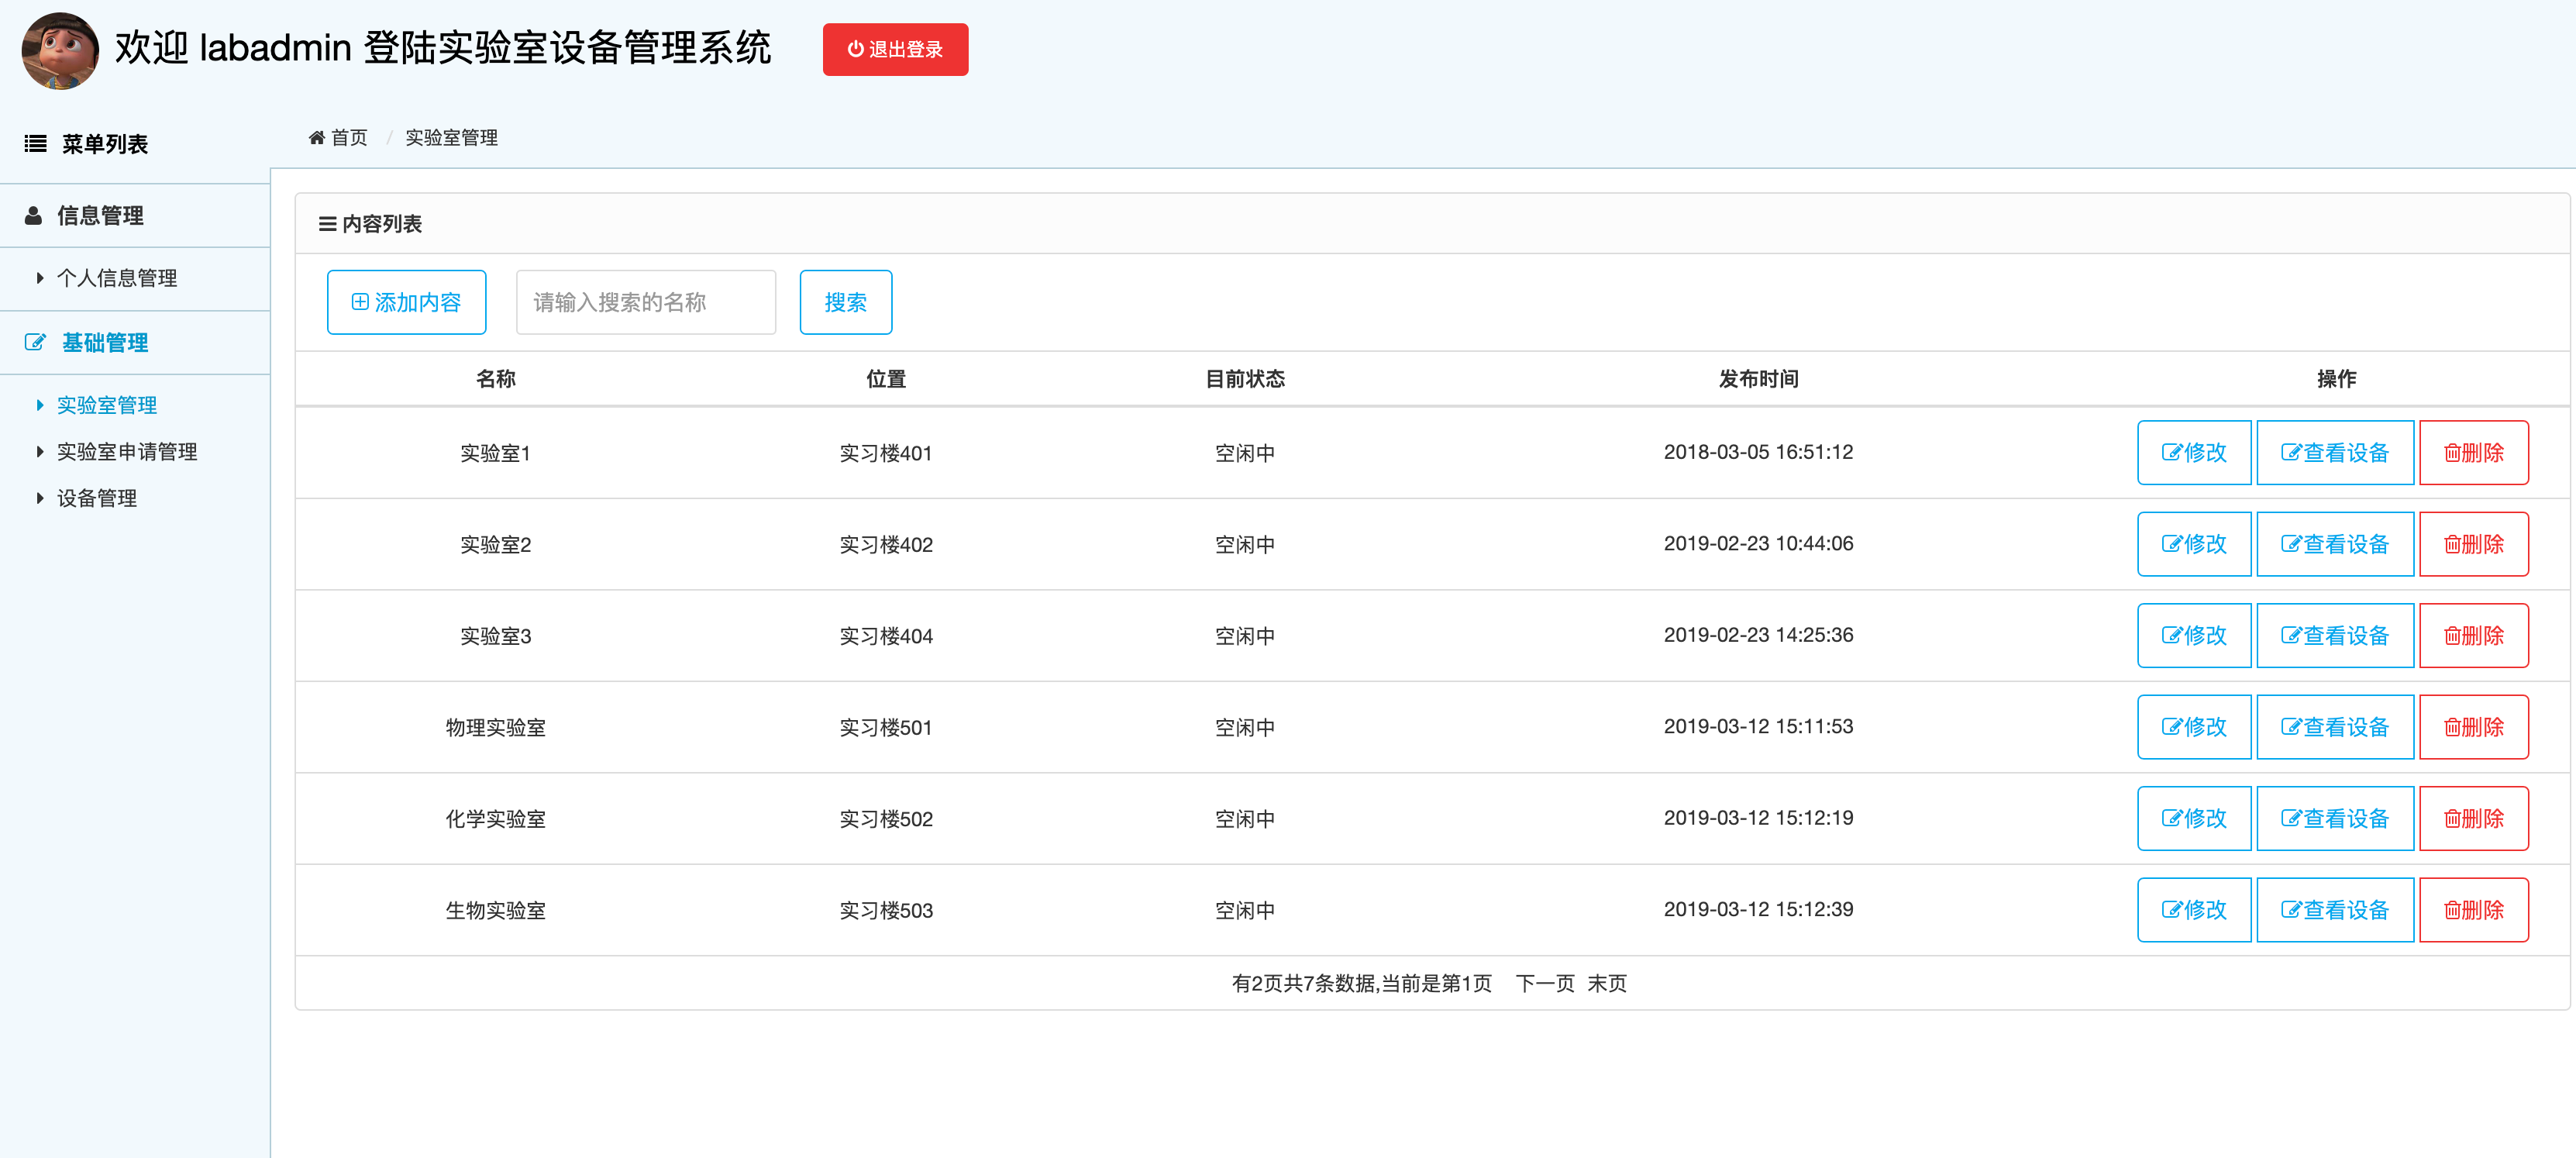 欢迎 labadmin 登陆实验室设备管理系统 退出登录
菜单列表
首页 / 实验室管理
信息管理
个人信息管理
基础管理
实验室管理
实验室申请管理
设备管理
内容列表
添加内容 请输入搜索的名称 搜索
名称 位置 目前状态 发布时间 操作
实验室1 实习楼401 空闲中 2018-03-05 16:51:12 修改 查看设备 删除
实验室2 实习楼402 空闲中 2019-02-23 10:44:06 修改 查看设备 删除
实验室3 实习楼404 空闲中 2019-02-23 14:25:36 修改 查看设备 删除
物理实验室 实习楼501 空闲中 2019-03-12 15:11:53 修改 查看设备 删除
化学实验室 实习楼502 空闲中 2019-03-12 15:12:19 修改 查看设备 删除
生物实验室 实习楼503 空闲中 2019-03-12 15:12:39 修改 查看设备 删除
有2页共7条数据,当前是第1页 下一页 末页